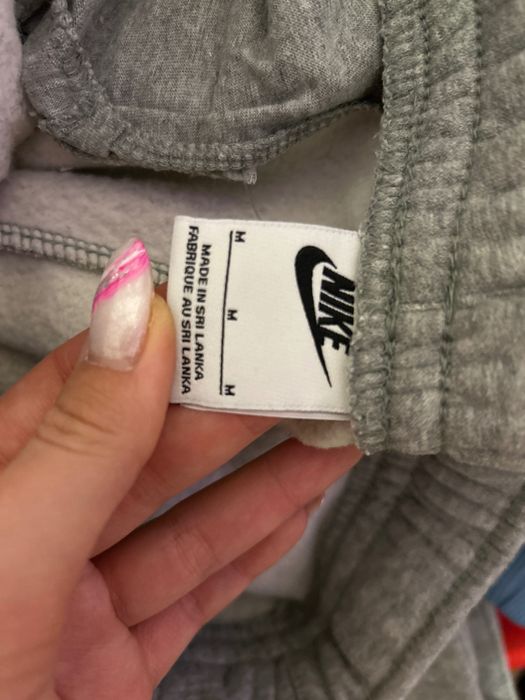 NIKE
M M M
MADE IN SRI LANKA
FABRIQUE AU SRI LANKA